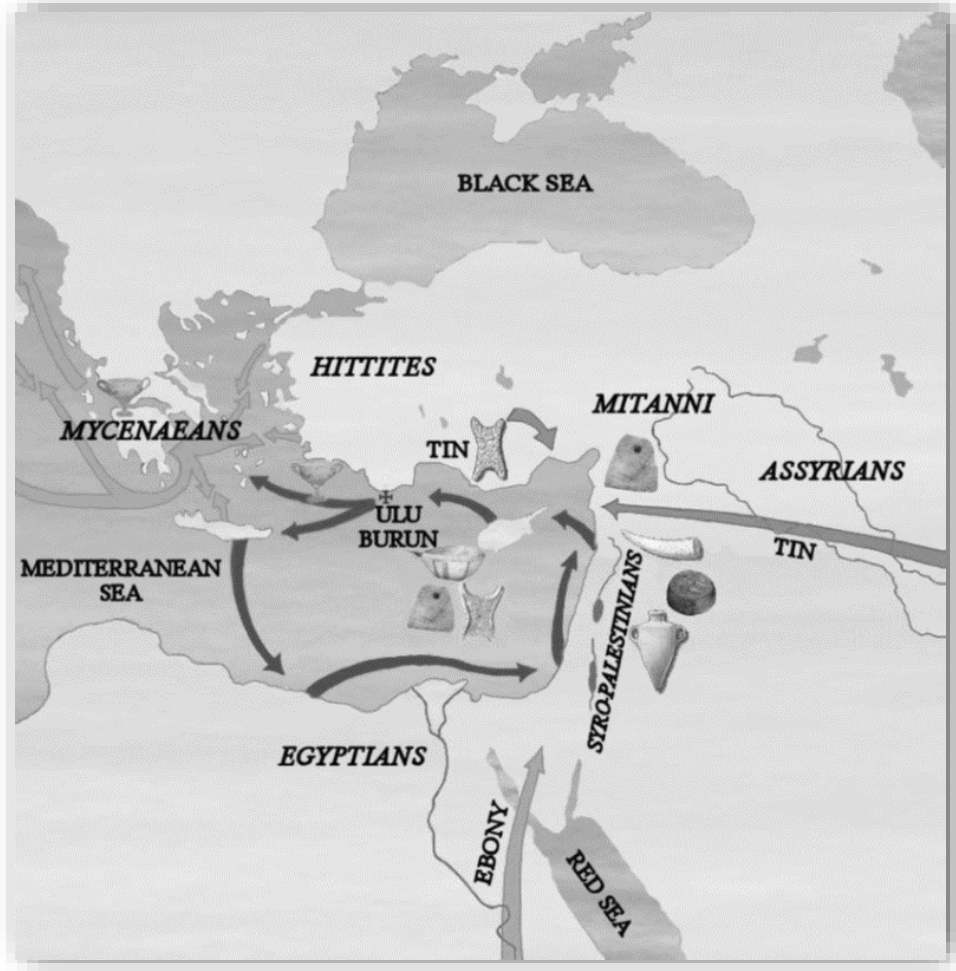 BLACK SEA
HITTITES
MITANNI
MYCENAEANS
TIN
ASSYRIANS
ULU
BURUN
TIN
MEDITERRANEAN
SEA
SYRO-PALESTINIANS
EGYPTIANS
EBONY
RED SEA